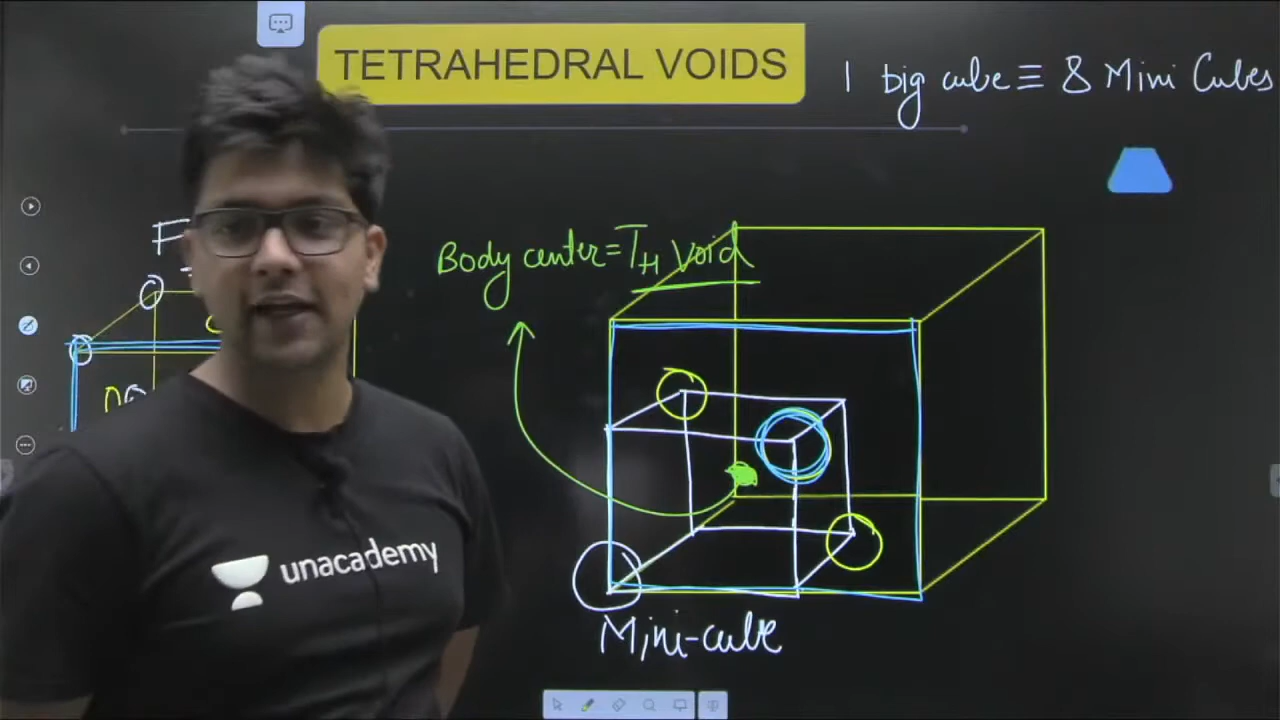 TETRAHEDRAL VOIDS
1 big cube ≡ 8 Mini Cubes
F
Body center = TH Void
unacademy
Mini-cube